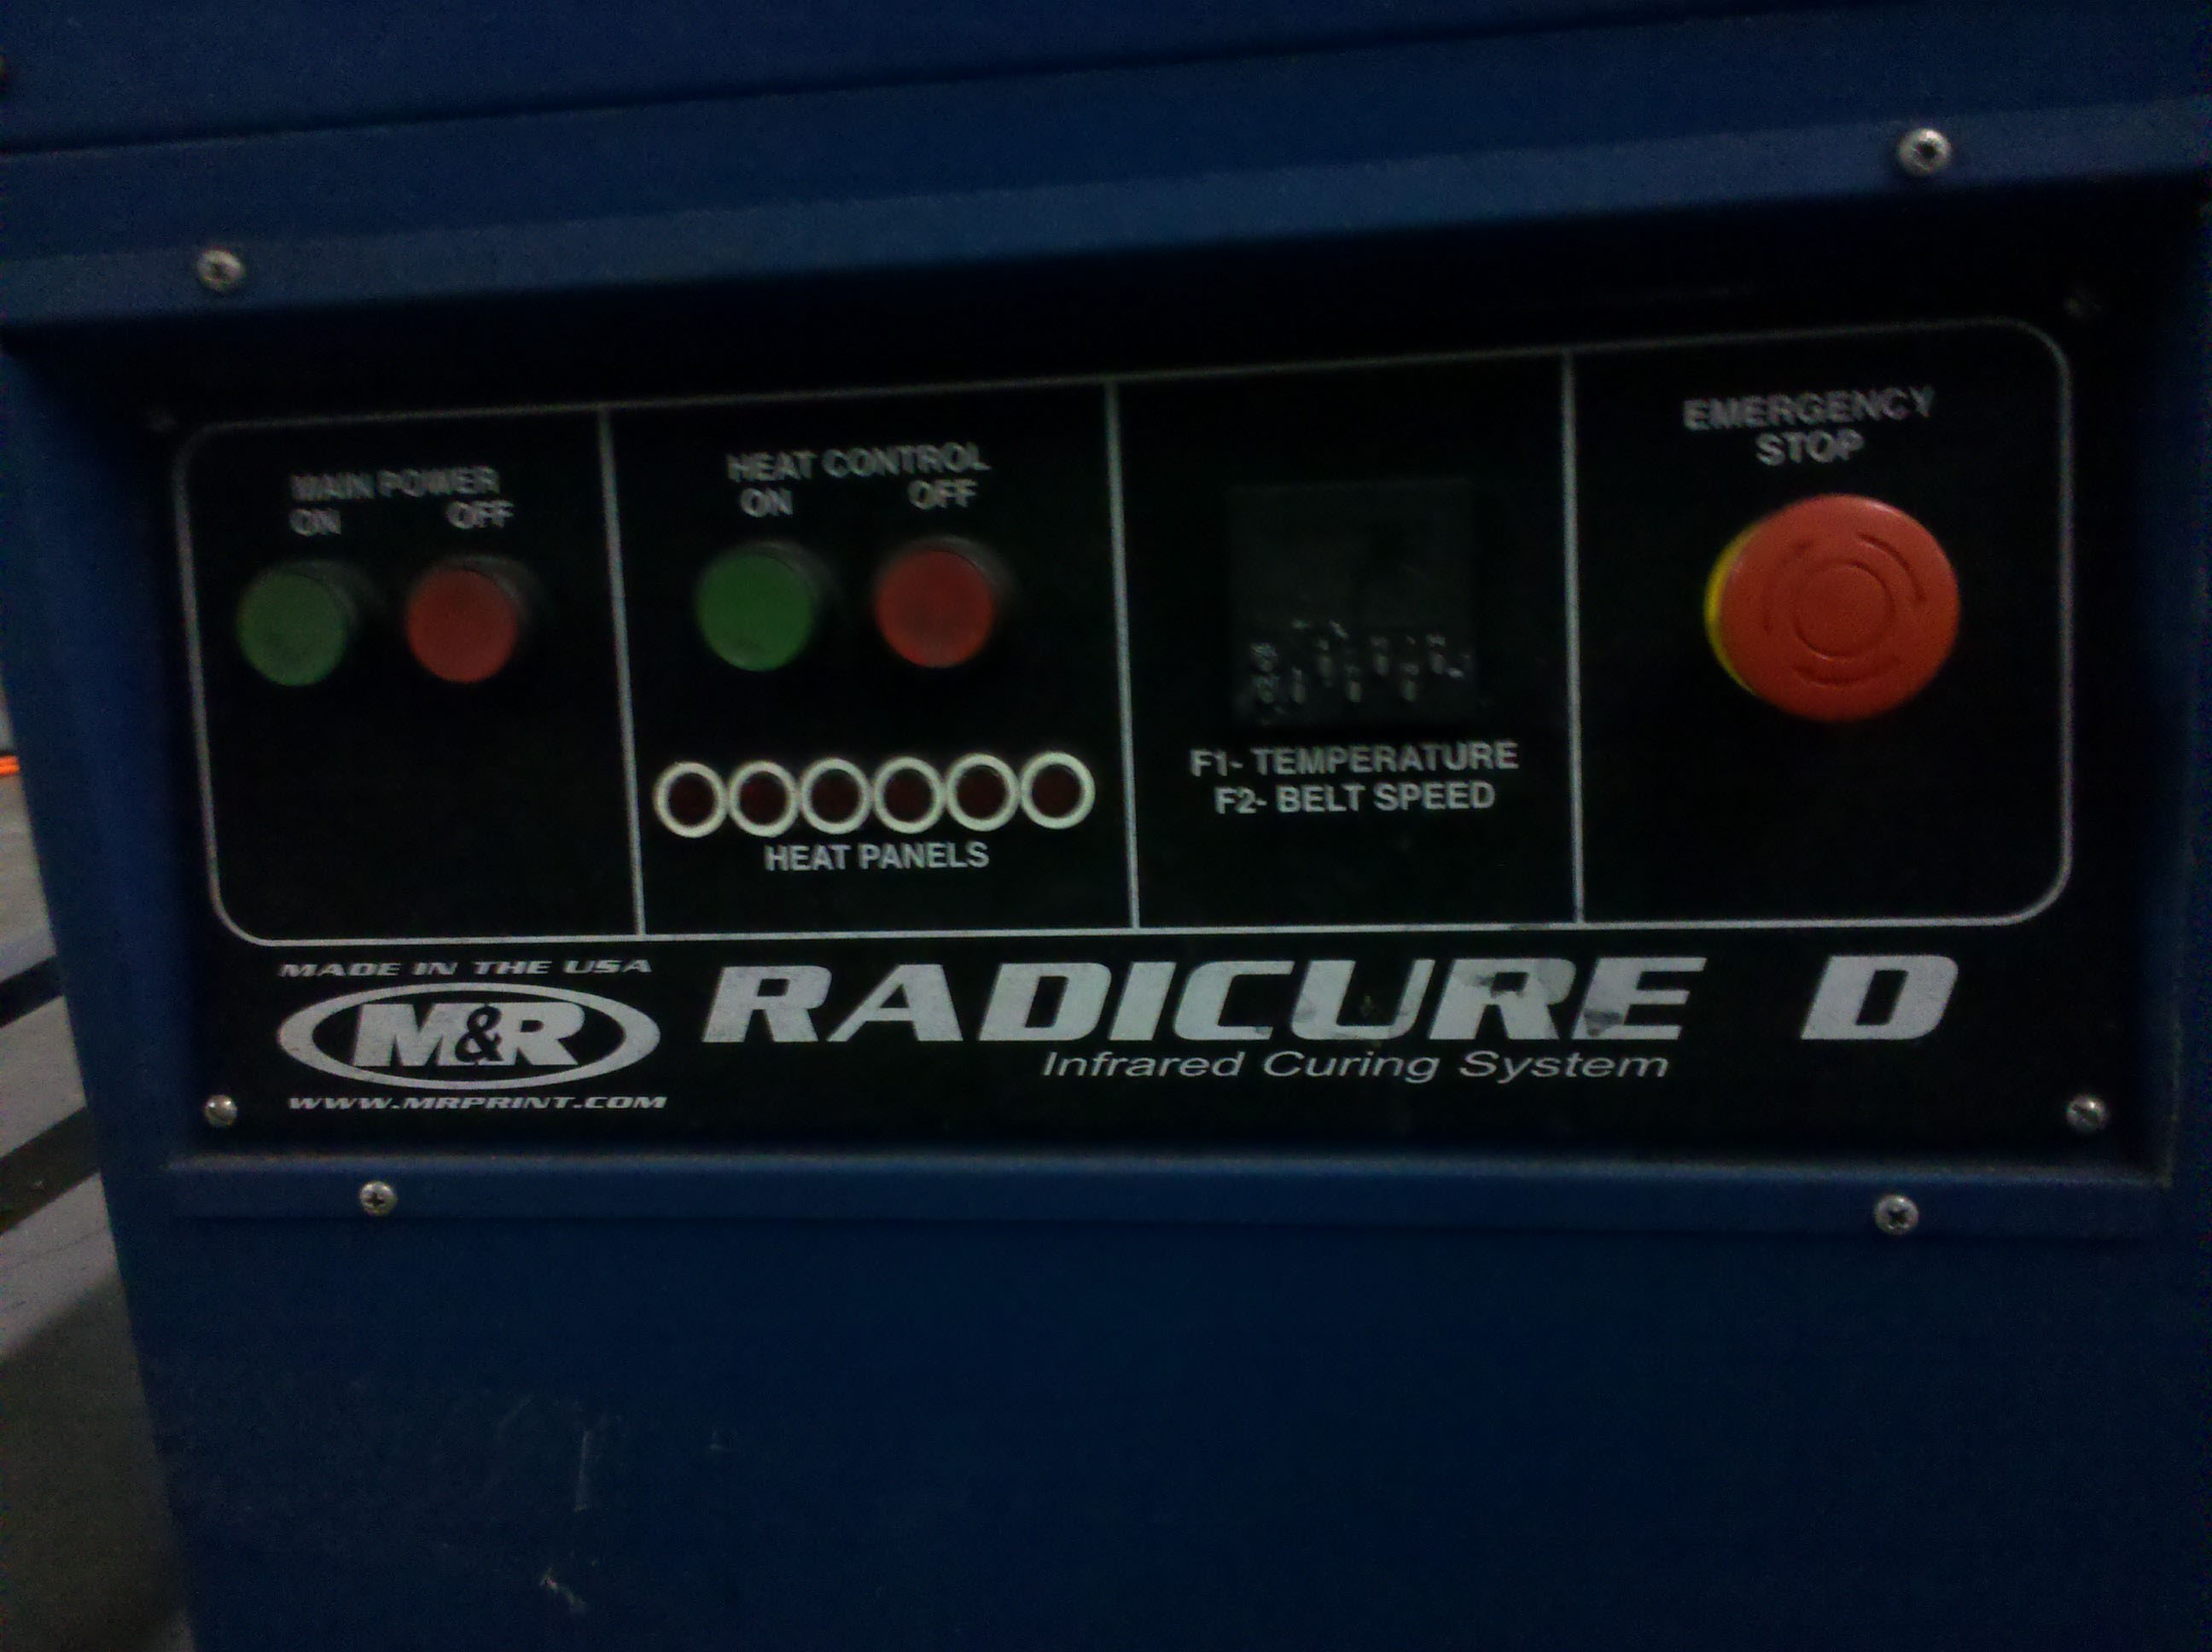 MAIN POWER
ON OFF
HEAT CONTROL
ON OFF
HEAT PANELS
F1- TEMPERATURE
F2- BELT SPEED
EMERGENCY
STOP
MADE IN THE USA
M&R
WWW.MRPRINT.COM
RADICURE D
Infrared Curing System